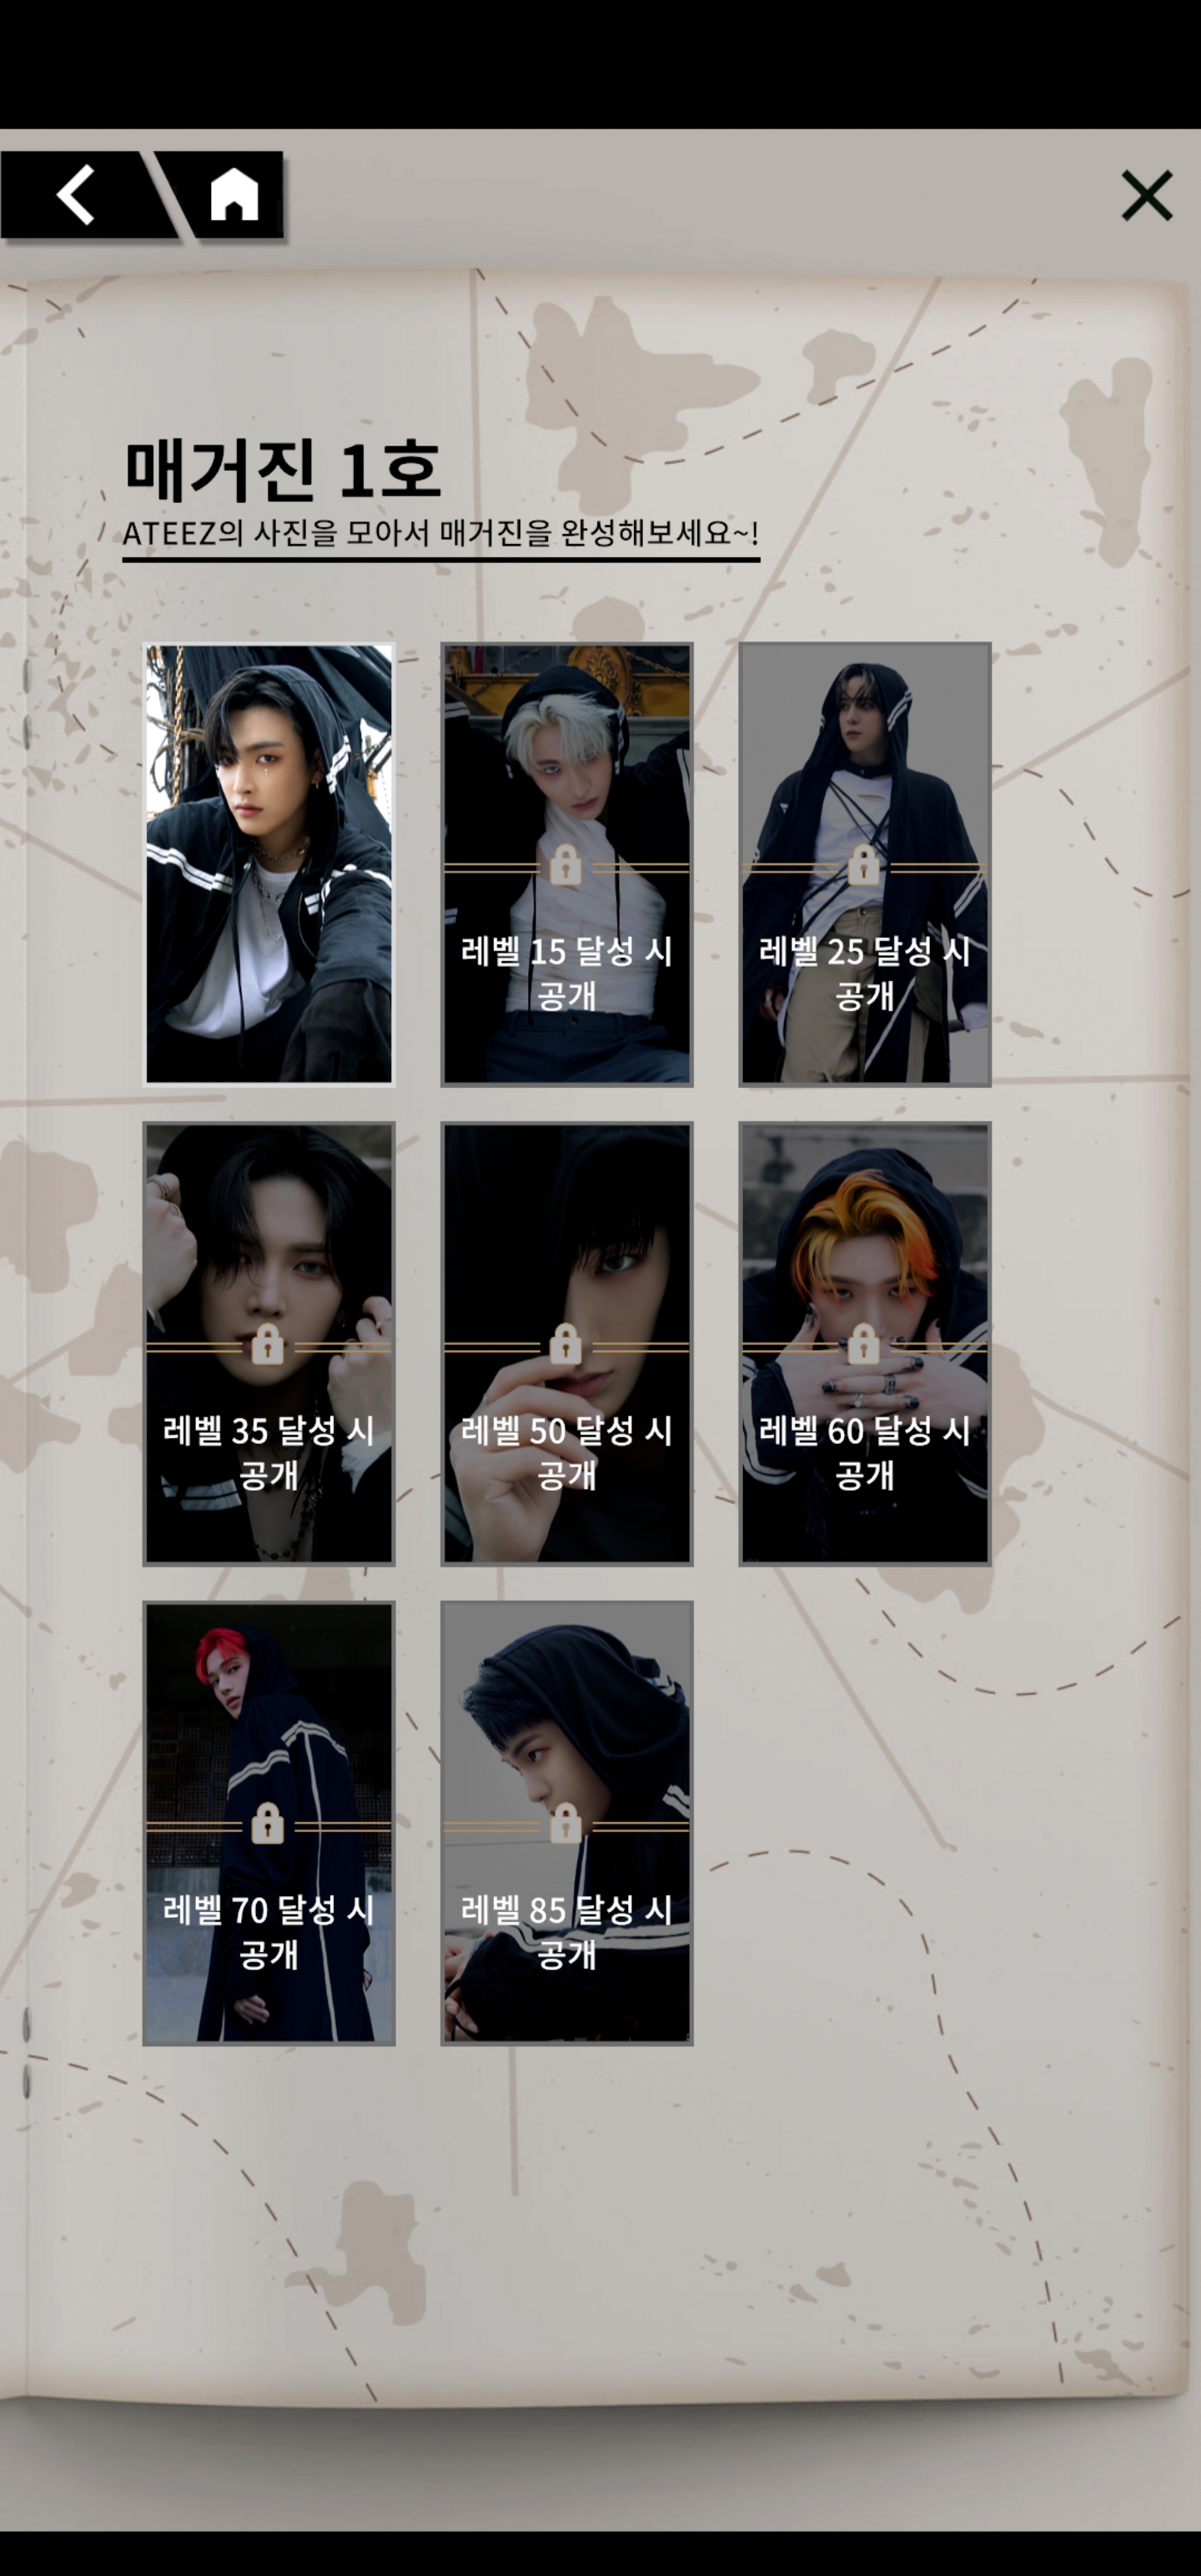 매거진 1호
ATEEZ의 사진을 모아서 매거진을 완성해보세요~!
레벨 15 달성 시
공개
레벨 25 달성 시
공개
레벨 35 달성 시
공개
레벨 50 달성 시
공개
레벨 60 달성 시
공개
레벨 70 달성 시
공개
레벨 85 달성 시
공개